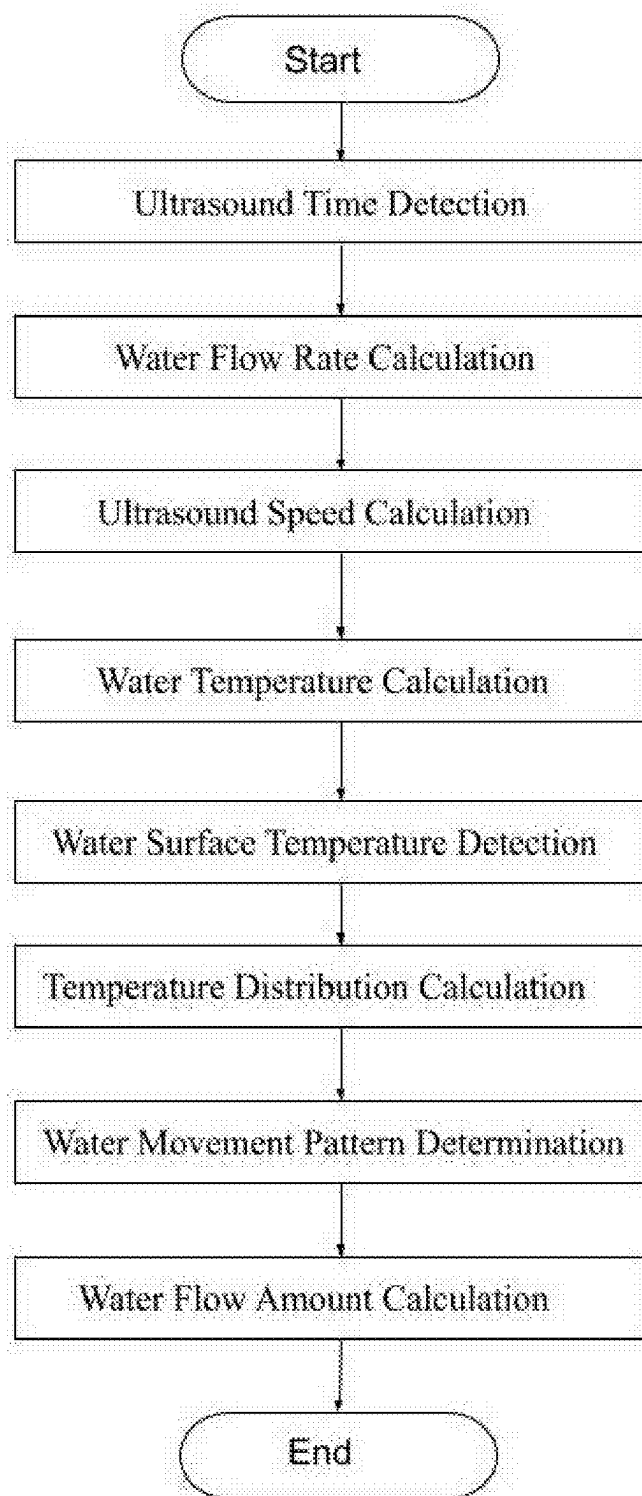 Start
Ultrasound Time Detection
Water Flow Rate Calculation
Ultrasound Speed Calculation
Water Temperature Calculation
Water Surface Temperature Detection
Temperature Distribution Calculation
Water Movement Pattern Determination
Water Flow Amount Calculation
End